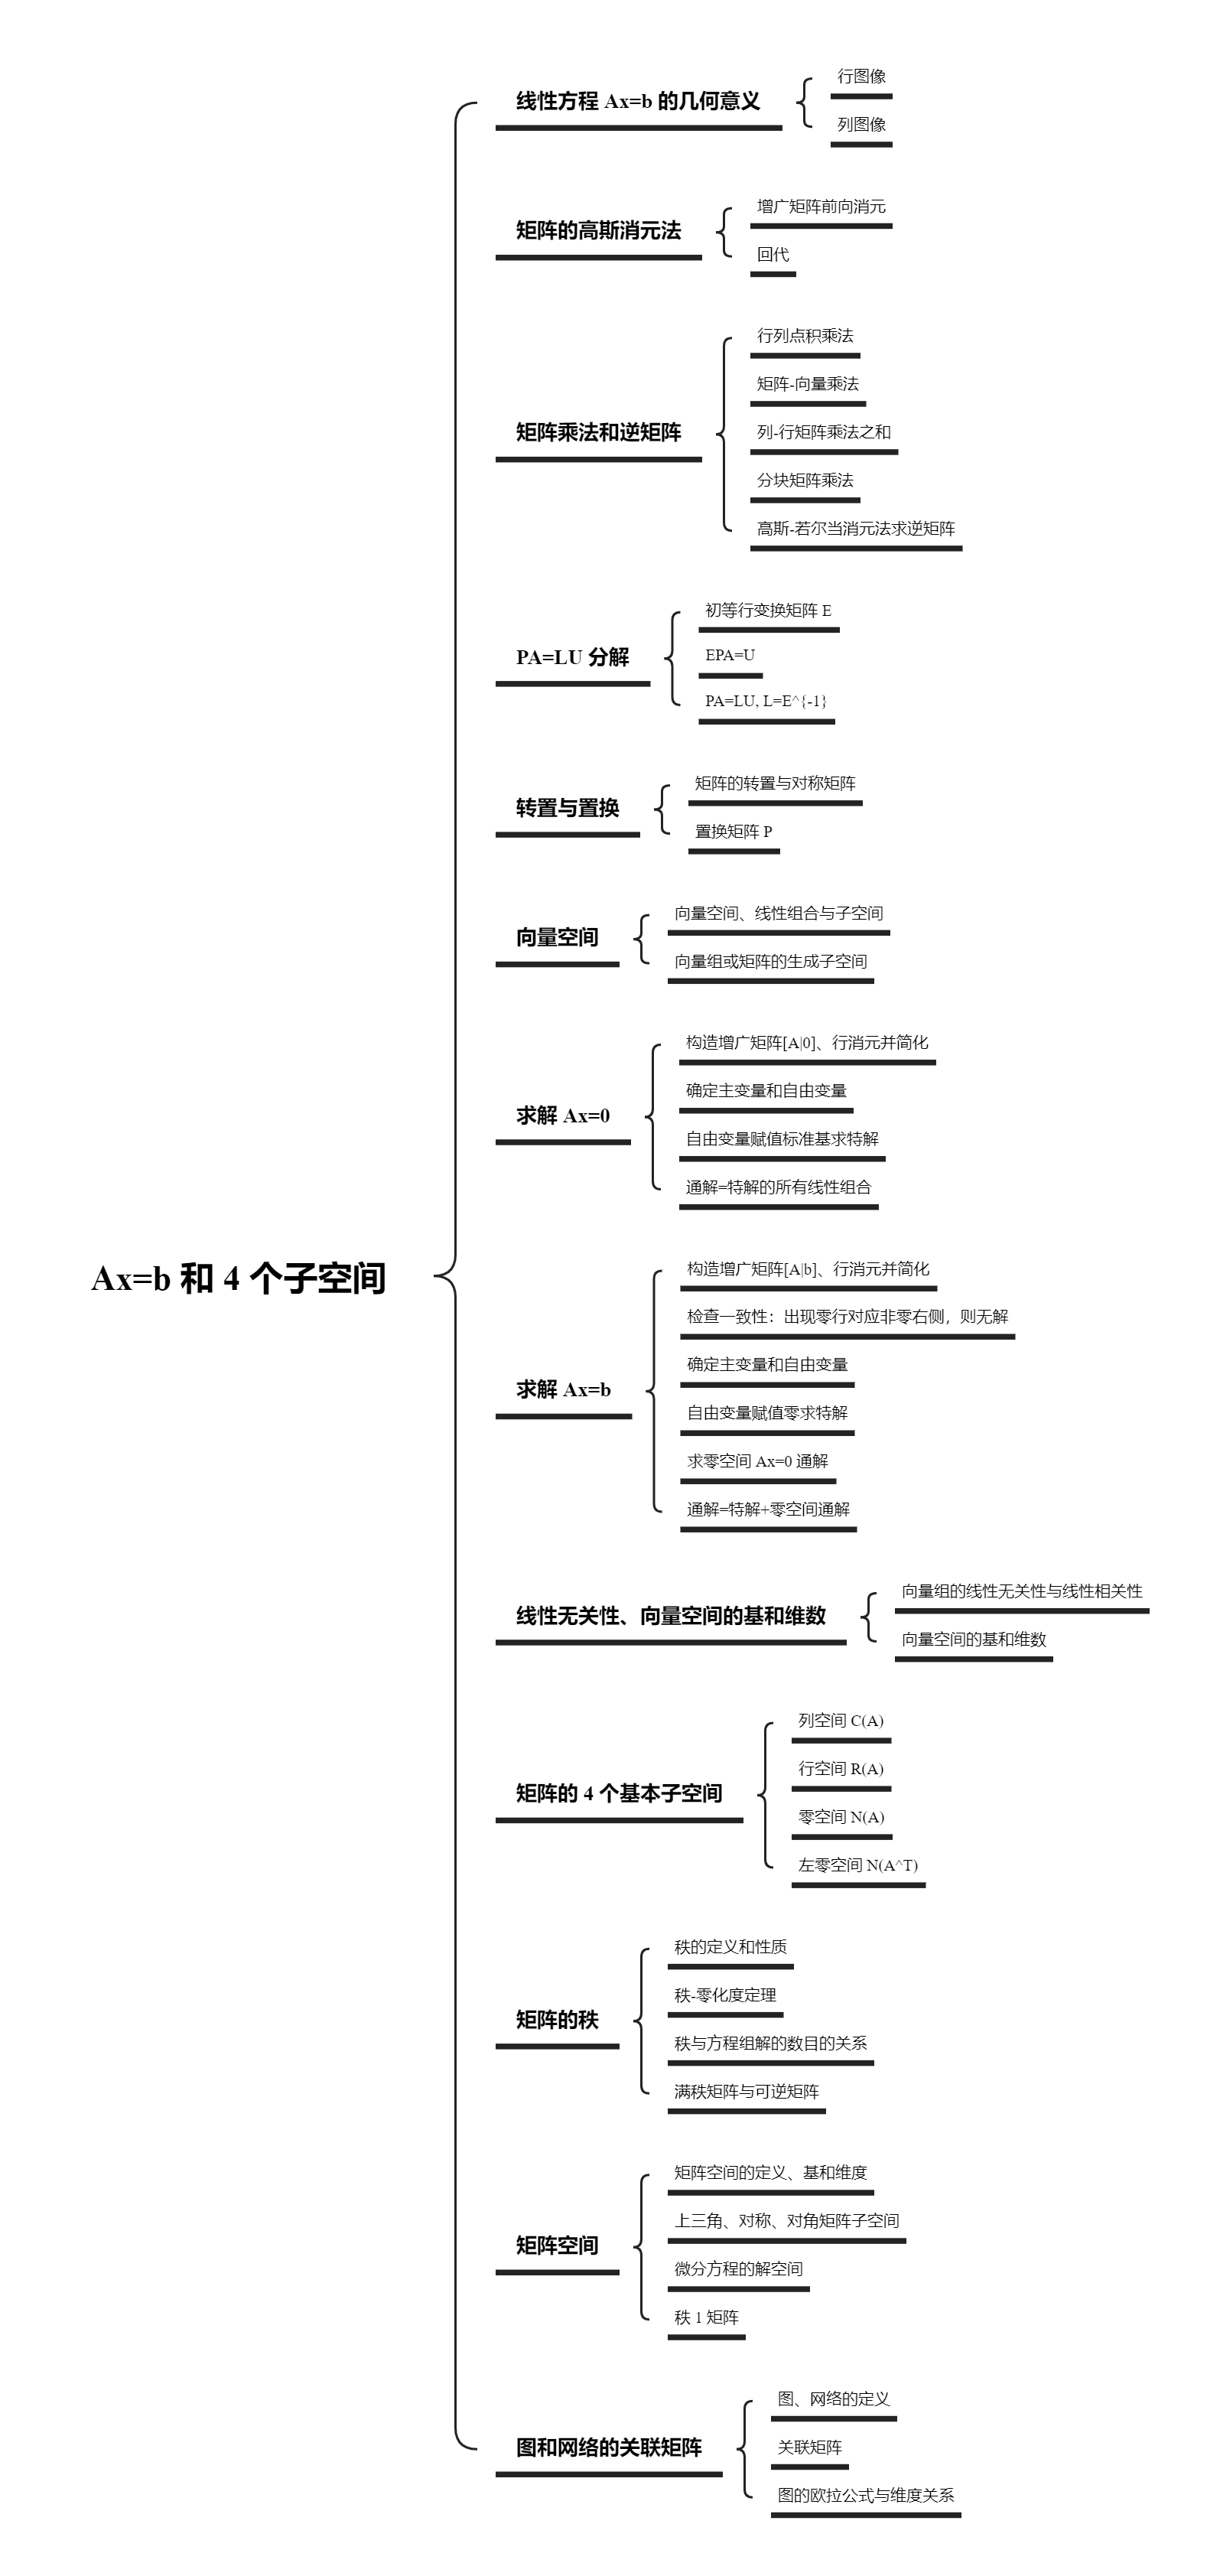 Ax=b 和 4 个子空间
线性方程 Ax=b 的几何意义
行图像
列图像
矩阵的高斯消元法
增广矩阵前向消元
回代
矩阵乘法和逆矩阵
行列点积乘法
矩阵-向量乘法
列-行矩阵乘法之和
分块矩阵乘法
高斯-若尔当消元法求逆矩阵
PA=LU 分解
初等行变换矩阵 E
EPA=U
PA=LU, L=E^{-1}
转置与置换
矩阵的转置与对称矩阵
置换矩阵 P
向量空间
向量空间、线性组合与子空间
向量组或矩阵的生成子空间
求解 Ax=0
构造增广矩阵[A|0]、行消元并简化
确定主变量和自由变量
自由变量赋值标准基求特解
通解=特解的所有线性组合
求解 Ax=b
构造增广矩阵[A|b]、行消元并简化
检查一致性：出现零行对应非零右侧，则无解
确定主变量和自由变量
自由变量赋值零求特解
求零空间 Ax=0 通解
通解=特解+零空间通解
线性无关性、向量空间的基和维数
向量组的线性无关性与线性相关性
向量空间的基和维数
矩阵的 4 个基本子空间
列空间 C(A)
行空间 R(A)
零空间 N(A)
左零空间 N(A^T)
矩阵的秩
秩的定义和性质
秩-零化度定理
秩与方程组解的数目的关系
满秩矩阵与可逆矩阵
矩阵空间
矩阵空间的定义、基和维度
上三角、对称、对角矩阵子空间
微分方程的解空间
秩 1 矩阵
图和网络的关联矩阵
图、网络的定义
关联矩阵
图的欧拉公式与维度关系